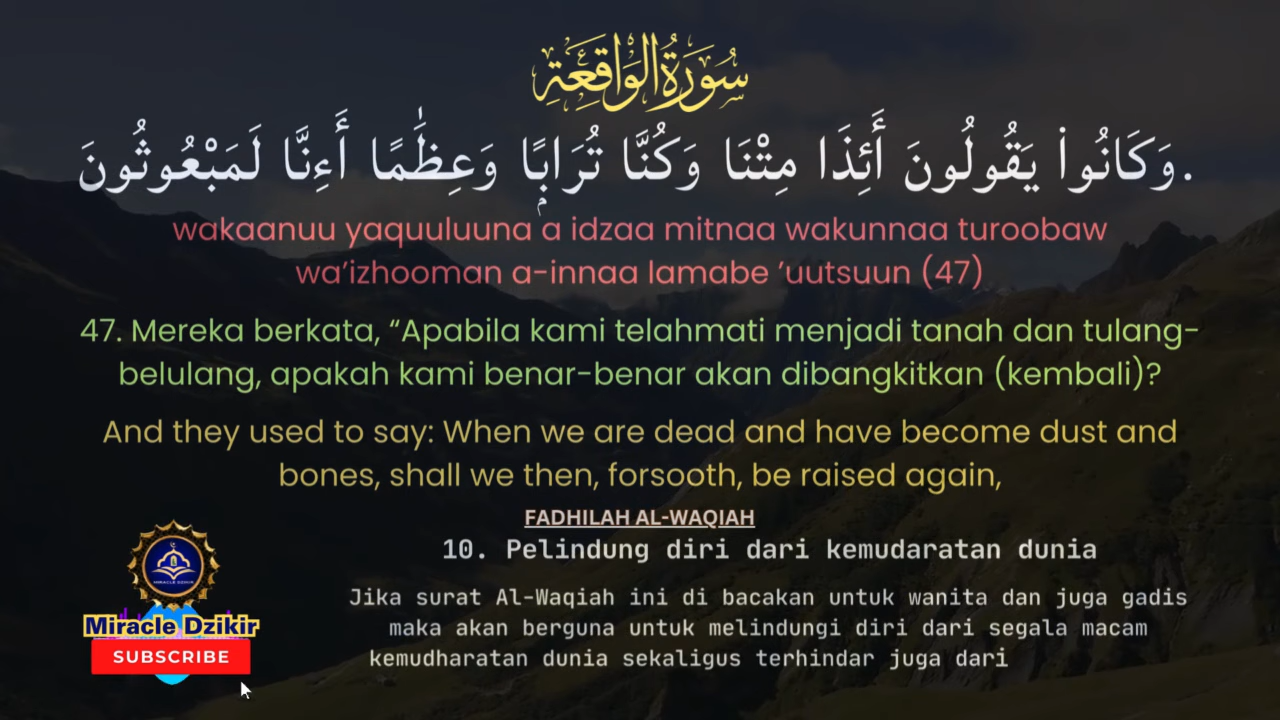 سُورَةُ الْوَاقِعَةِ
وَكَانُوا۟ يَقُولُونَ أَئِذَا مِتْنَا وَكُنَّا تُرَابًۭا وَعِظَٰمًا أَءِنَّا لَمَبْعُوثُونَ.
wakaanuu yaquuluuna a idzaa mitnaa wakunnaa turoobaw
wa’izhooman a-innaa lamabe ’uutsuun (47)
47. Mereka berkata, “Apabila kami telahmati menjadi tanah dan tulang-
belulang, apakah kami benar-benar akan dibangkitkan (kembali)?
And they used to say: When we are dead and have become dust and
bones, shall we then, forsooth, be raised again,
FADHILAH AL-WAQIAH
10. Pelindung diri dari kemudaratan dunia
Jika surat Al-Waqiah ini di bacakan untuk wanita dan juga gadis
maka akan berguna untuk melindungi diri dari segala macam
kemudharatan dunia sekaligus terhindar juga dari
MIRACLE DZIKIR
Miracle Dzikir
SUBSCRIBE